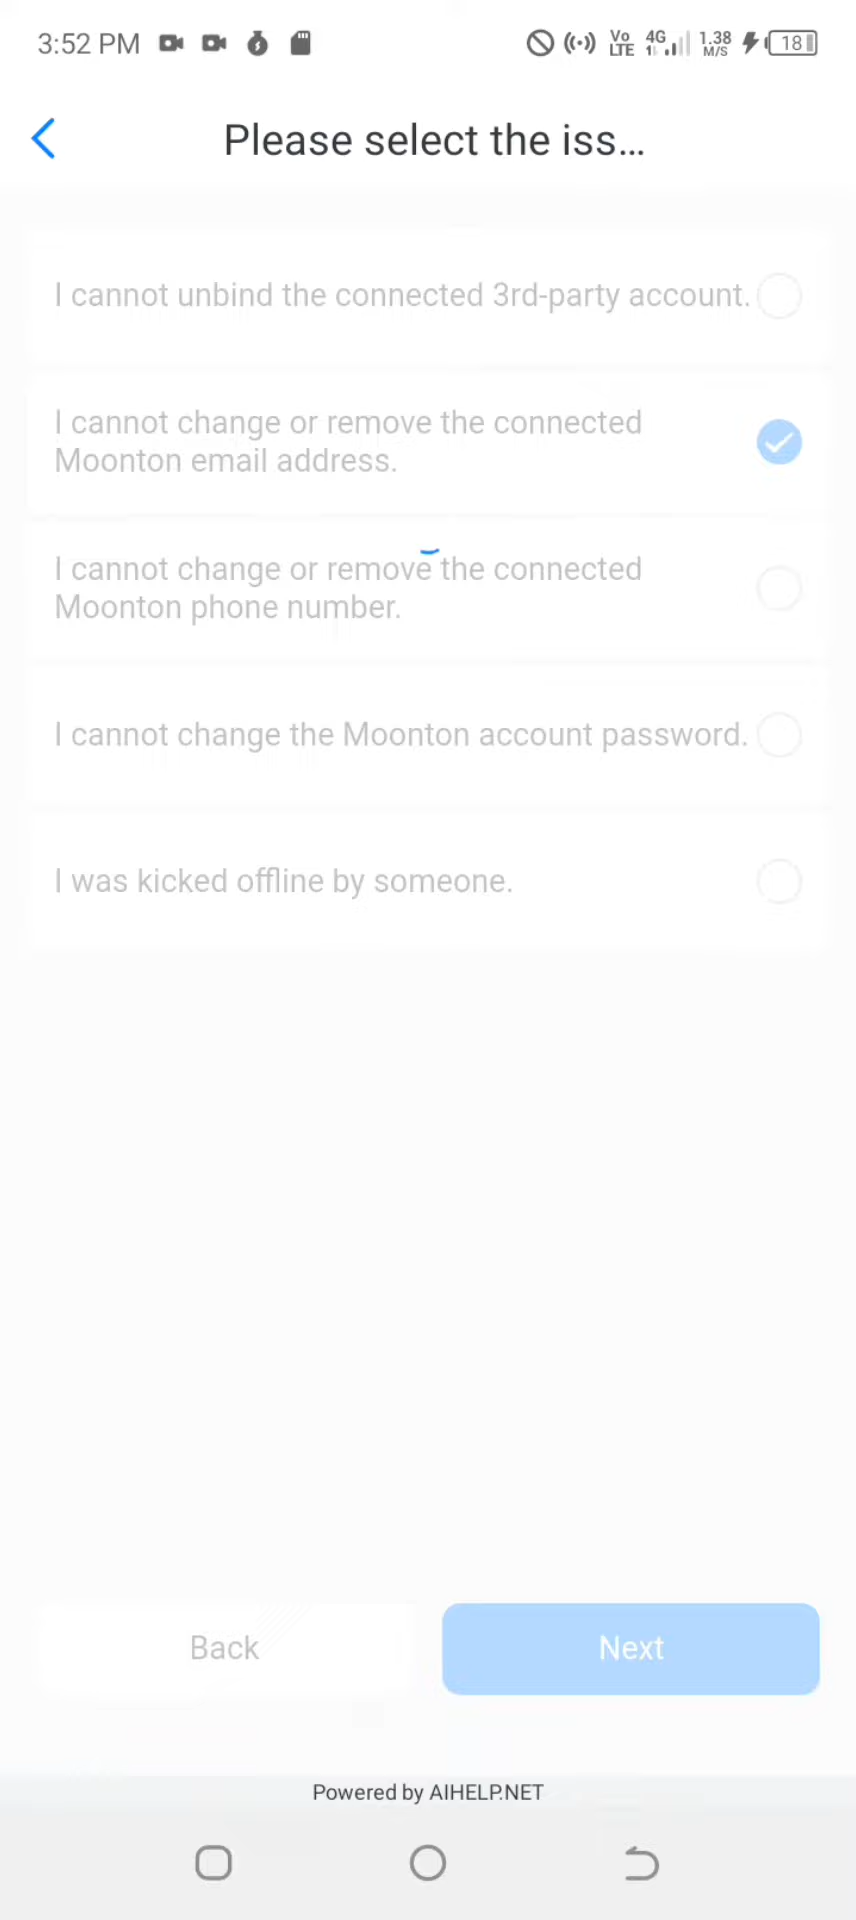 3:52 PM
Vo LTE 4G 1.38 M/S 18
Please select the iss...
I cannot unbind the connected 3rd-party account.
I cannot change or remove the connected
Moonton email address.
I cannot change or remove the connected
Moonton phone number.
I cannot change the Moonton account password.
I was kicked offline by someone.
Back
Next
Powered by AIHELP.NET